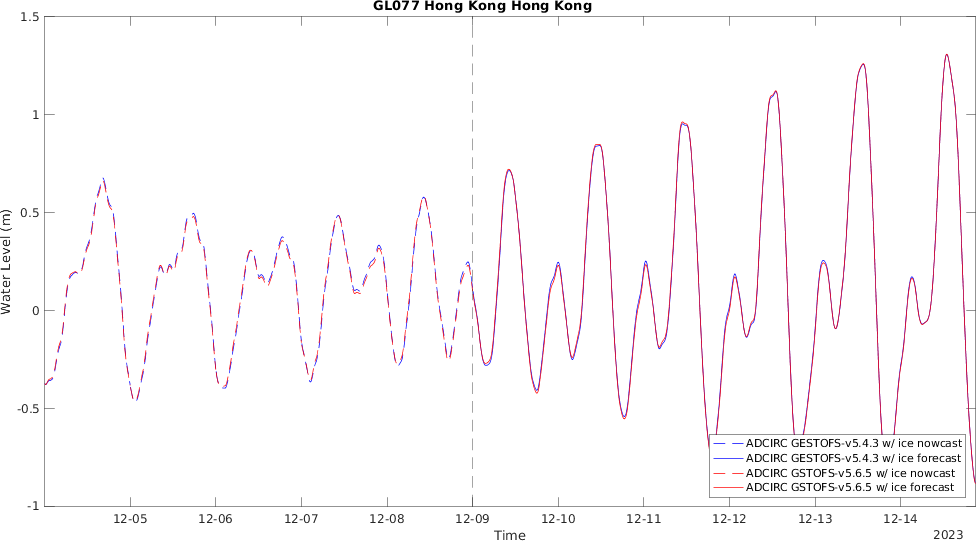 GL077 Hong Kong Hong Kong
1.5
1
0.5
0
-0.5
-1
Water Level (m)
ADCIRC GESTOFS-v5.4.3 w/ ice nowcast
ADCIRC GESTOFS-v5.4.3 w/ ice forecast
ADCIRC GSTOFS-v5.6.5 w/ ice nowcast
ADCIRC GSTOFS-v5.6.5 w/ ice forecast
12-05 12-06 12-07 12-08 12-09 12-10 12-11 12-12 12-13 12-14
Time
2023